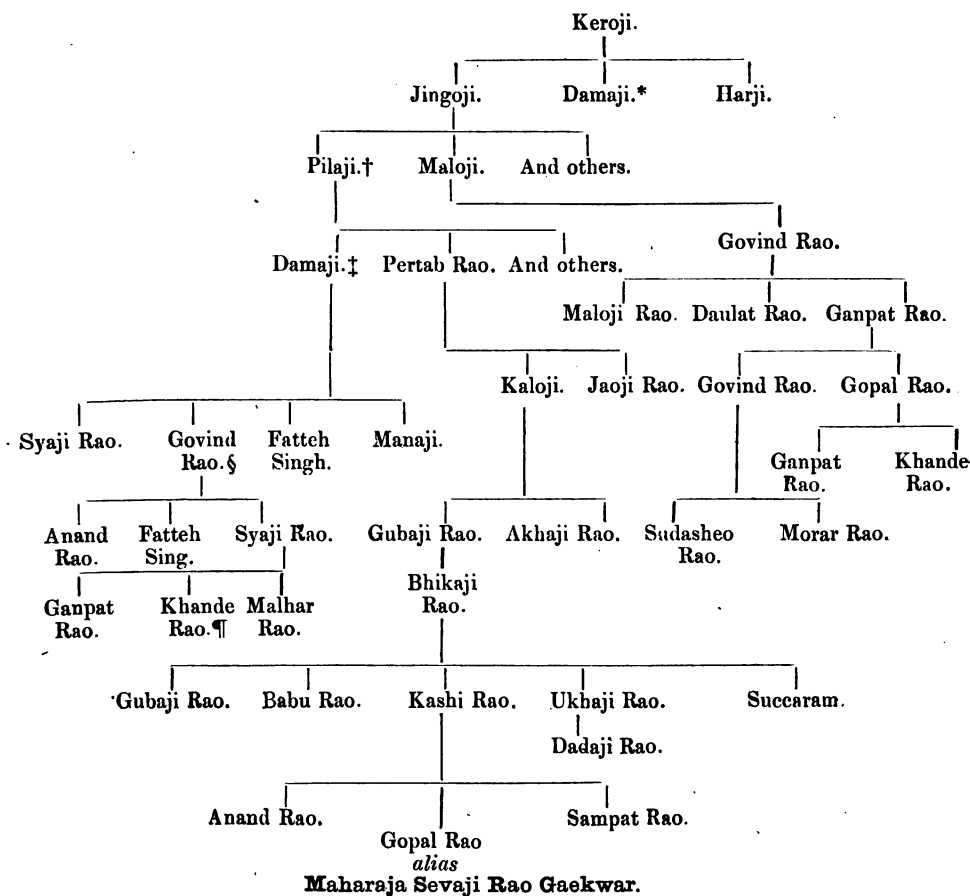 Keroji.
Jingoji. Damaji.* Harji.
Pilaji.† Maloji. And others.
Govind Rao.
Damaji.‡ Pertab Rao. And others.
Maloji Rao. Daulat Rao. Ganpat Rao.
Kaloji. Jaoji Rao. Govind Rao. Gopal Rao.
Syaji Rao. Govind Fatteh Manaji.
Rao.§ Singh.
Ganpat Khande
Rao. Rao.
Anand Fatteh Syaji Rao. Gubaji Rao. Akhaji Rao. Sudasheo Morar Rao.
Rao. Sing. Rao.
Bhikaji
Rao.
Ganpat Khande Malhar
Rao. Rao.¶ Rao.
Gubaji Rao. Babu Rao. Kashi Rao. Ukhaji Rao. Succaram.
Dadaji Rao.
Anand Rao. Sampat Rao.
Gopal Rao
alias
Maharaja Sevaji Rao Gaekwar.